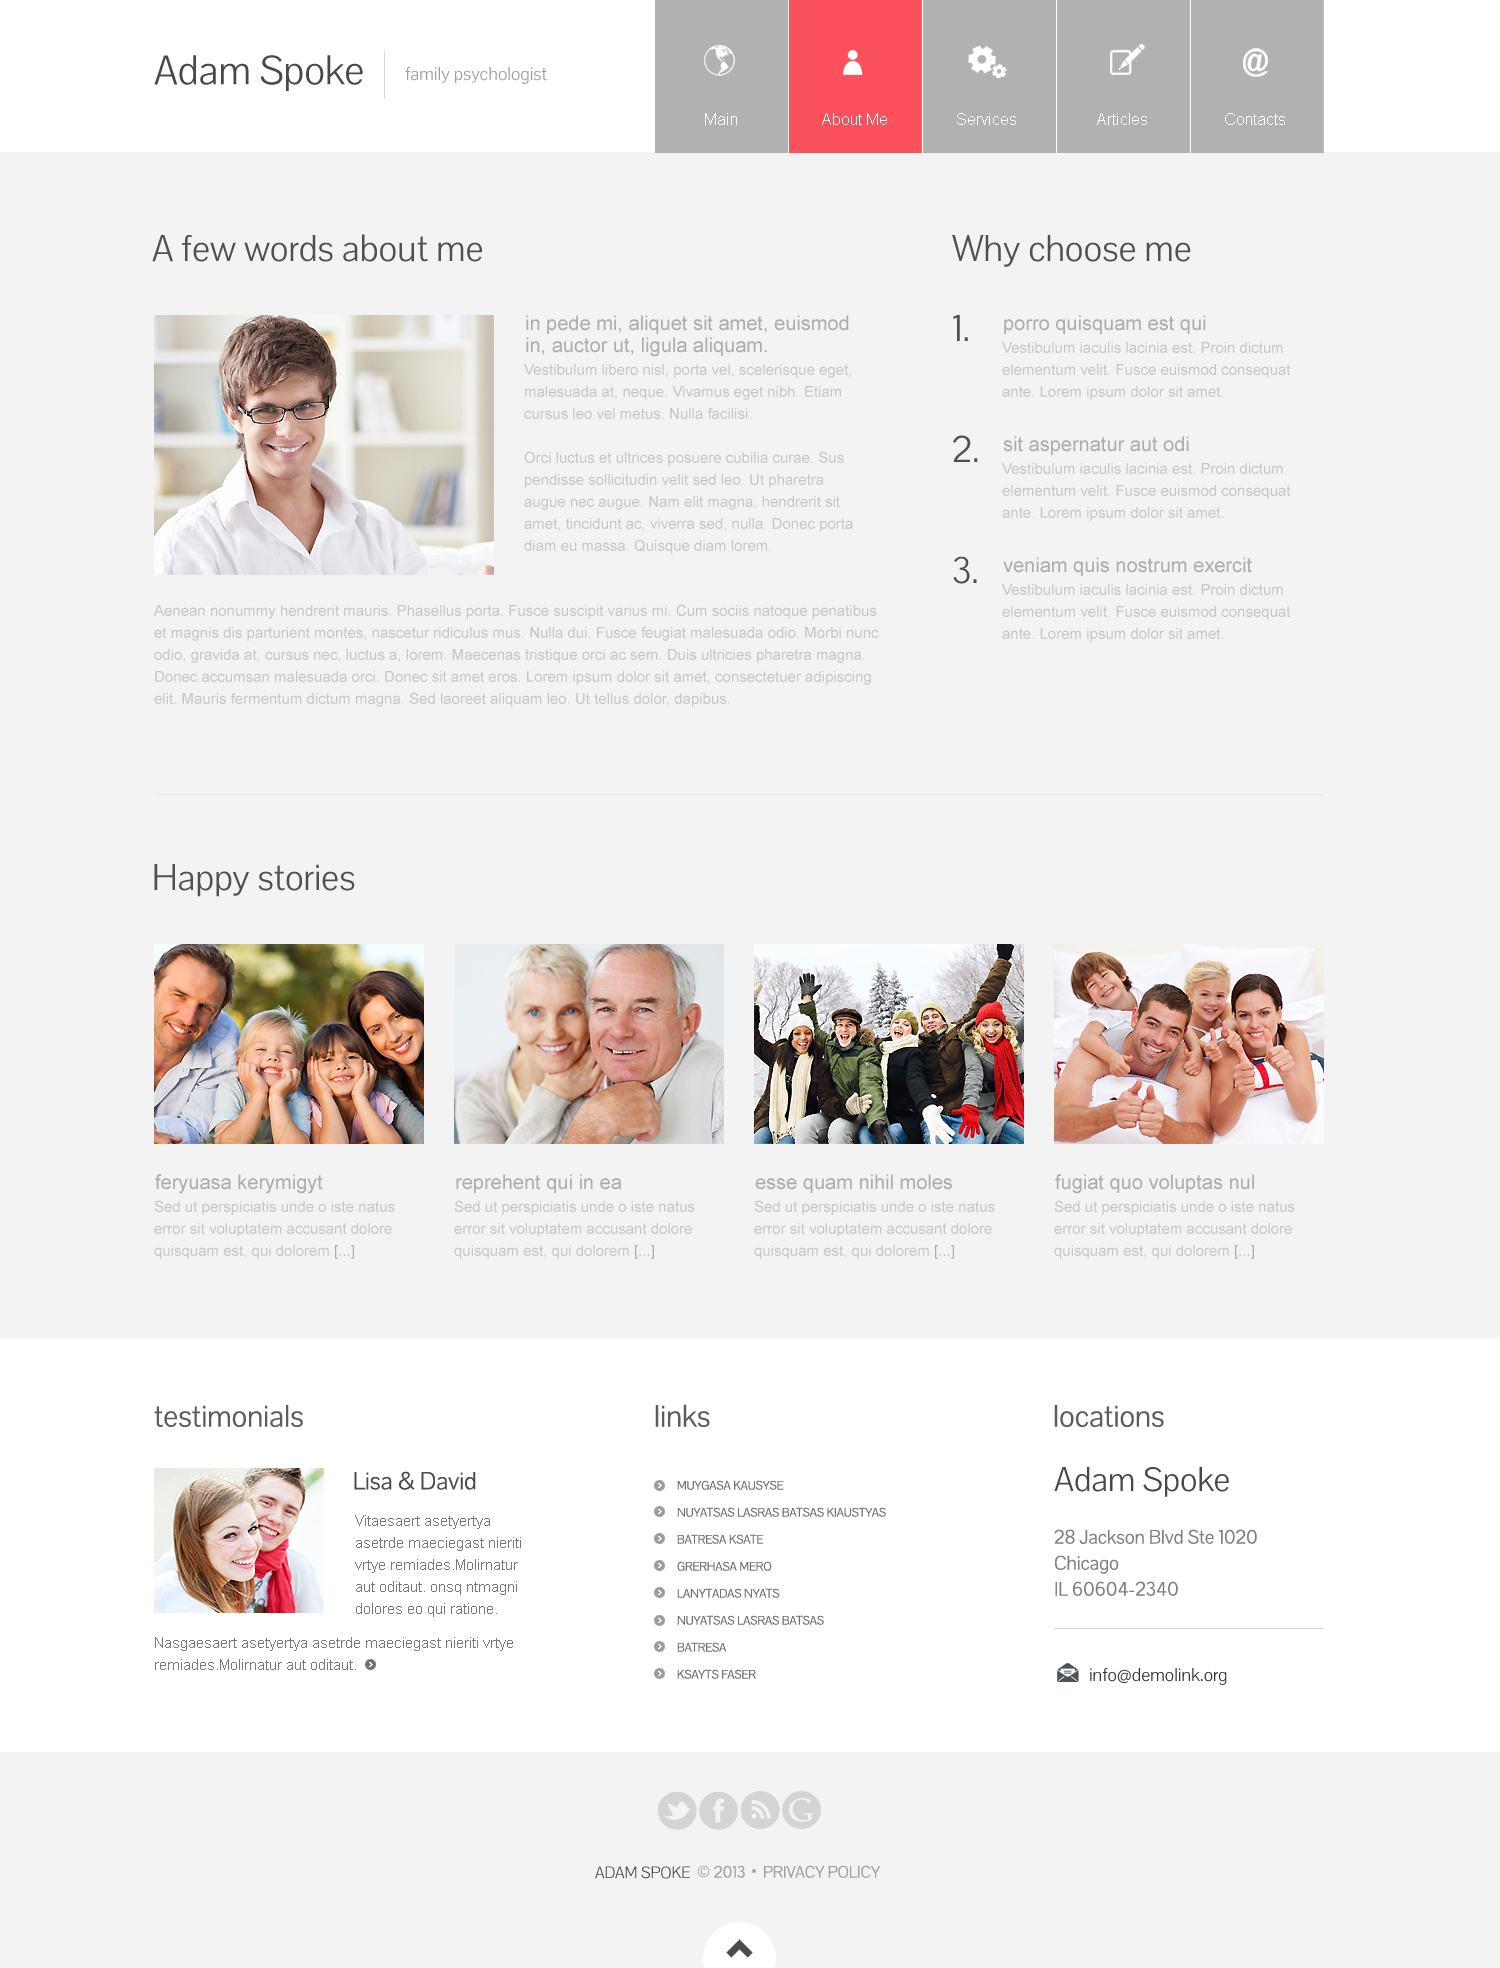 Adam Spoke
family psychologist
Main
About Me
Services
Articles
Contacts
A few words about me
in pede mi, aliquet sit amet, euismod
in, auctor ut, ligula aliquam.
Vestibulum libero nisl, porta vel, scelerisque eget,
malesuada at, neque. Vivamus eget nibh. Etiam
cursus leo vel metus. Nulla facilisi.
Orci luctus et ultrices posuere cubilia curae. Sus
pendisse sollicitudin velit sed leo. Ut pharetra
augue nec augue. Nam elit magna, hendrerit sit
amet, tincidunt ac, viverra sed, nulla. Donec porta
diam eu massa. Quisque diam lorem.
Aenean nonummy hendrerit mauris. Phasellus porta. Fusce suscipit varius mi. Cum sociis natoque penatibus
et magnis dis parturient montes, nascetur ridiculus mus. Nulla dui. Fusce feugiat malesuada odio. Morbi nunc
odio, gravida at, cursus nec, luctus a, lorem. Maecenas tristique orci ac sem. Duis ultricies pharetra magna.
Donec accumsan malesuada orci. Donec sit amet eros. Lorem ipsum dolor sit amet, consectetuer adipiscing
elit. Mauris fermentum dictum magna. Sed laoreet aliquam leo. Ut tellus dolor, dapibus.
Why choose me
1.
porro quisquam est qui
Vestibulum iaculis lacinia est. Proin dictum
elementum velit. Fusce euismod consequat
ante. Lorem ipsum dolor sit amet.
2.
sit aspernatur aut odi
Vestibulum iaculis lacinia est. Proin dictum
elementum velit. Fusce euismod consequat
ante. Lorem ipsum dolor sit amet.
3.
veniam quis nostrum exercit
Vestibulum iaculis lacinia est. Proin dictum
elementum velit. Fusce euismod consequat
ante. Lorem ipsum dolor sit amet.
Happy stories
feryuasa kerymigyt
Sed ut perspiciatis unde o iste natus
error sit voluptatem accusant dolore
quisquam est, qui dolorem [...]
reprehent qui in ea
Sed ut perspiciatis unde o iste natus
error sit voluptatem accusant dolore
quisquam est, qui dolorem [...]
esse quam nihil moles
Sed ut perspiciatis unde o iste natus
error sit voluptatem accusant dolore
quisquam est, qui dolorem [...]
fugiat quo voluptas nul
Sed ut perspiciatis unde o iste natus
error sit voluptatem accusant dolore
quisquam est, qui dolorem [...]
testimonials
Lisa & David
Vitaesaert asetyertya
asetrde maeciegast nieriti
vrtye remiades.Molirnatur
aut oditaut. onsq ntmagni
dolores eo qui ratione.
Nasgaesaert asetyertya asetrde maeciegast nieriti vrtye
remiades.Molirnatur aut oditaut.
links
MUYGASA KAUSYSE
NUYATSAS LASRAS BATSAS KIAUSTYAS
BATRESA KSATE
GRERHASA MERO
LANYTADAS NYATS
NUYATSAS LASRAS BATSAS
BATRESA
KSAYTS FASER
locations
Adam Spoke
28 Jackson Blvd Ste 1020
Chicago
IL 60604-2340
info@demolink.org
ADAM SPOKE © 2013 • PRIVACY POLICY